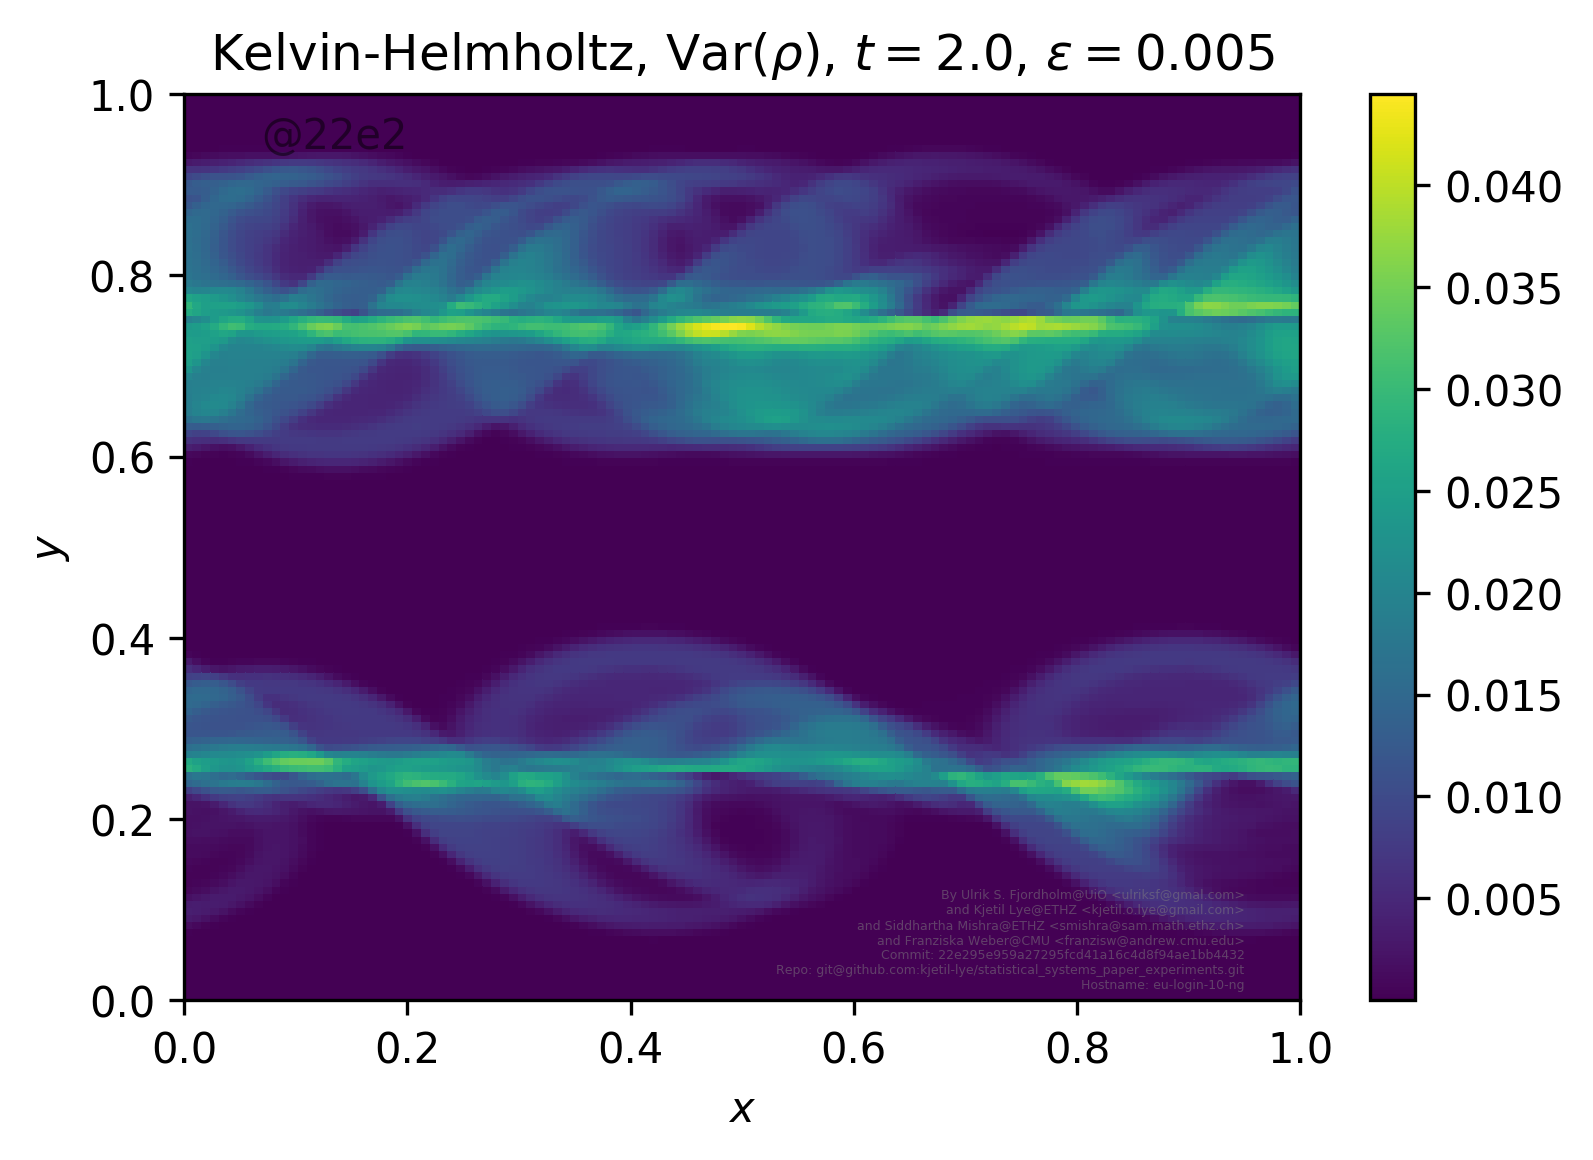 Kelvin-Helmholtz, Var(ρ), t = 2.0, ε = 0.005
@22e2
1.0
0.8
0.6
0.4
0.2
0.0
y
0.0 0.2 0.4 0.6 0.8 1.0
x
0.040
0.035
0.030
0.025
0.020
0.015
0.010
0.005
By Ulrik S. Fjordholm@UiO <ulriksf@gmal.com>
and Kjetil Lye@ETHZ <kjetil.o.lye@gmail.com>
and Siddhartha Mishra@ETHZ <smishra@sam.math.ethz.ch>
and Franziska Weber@CMU <franzisw@andrew.cmu.edu>
Commit: 22e295e959a27295fcd41a16c4d8f94ae1bb4432
Repo: git@github.com:kjetil-lye/statistical_systems_paper_experiments.git
Hostname: eu-login-10-ng